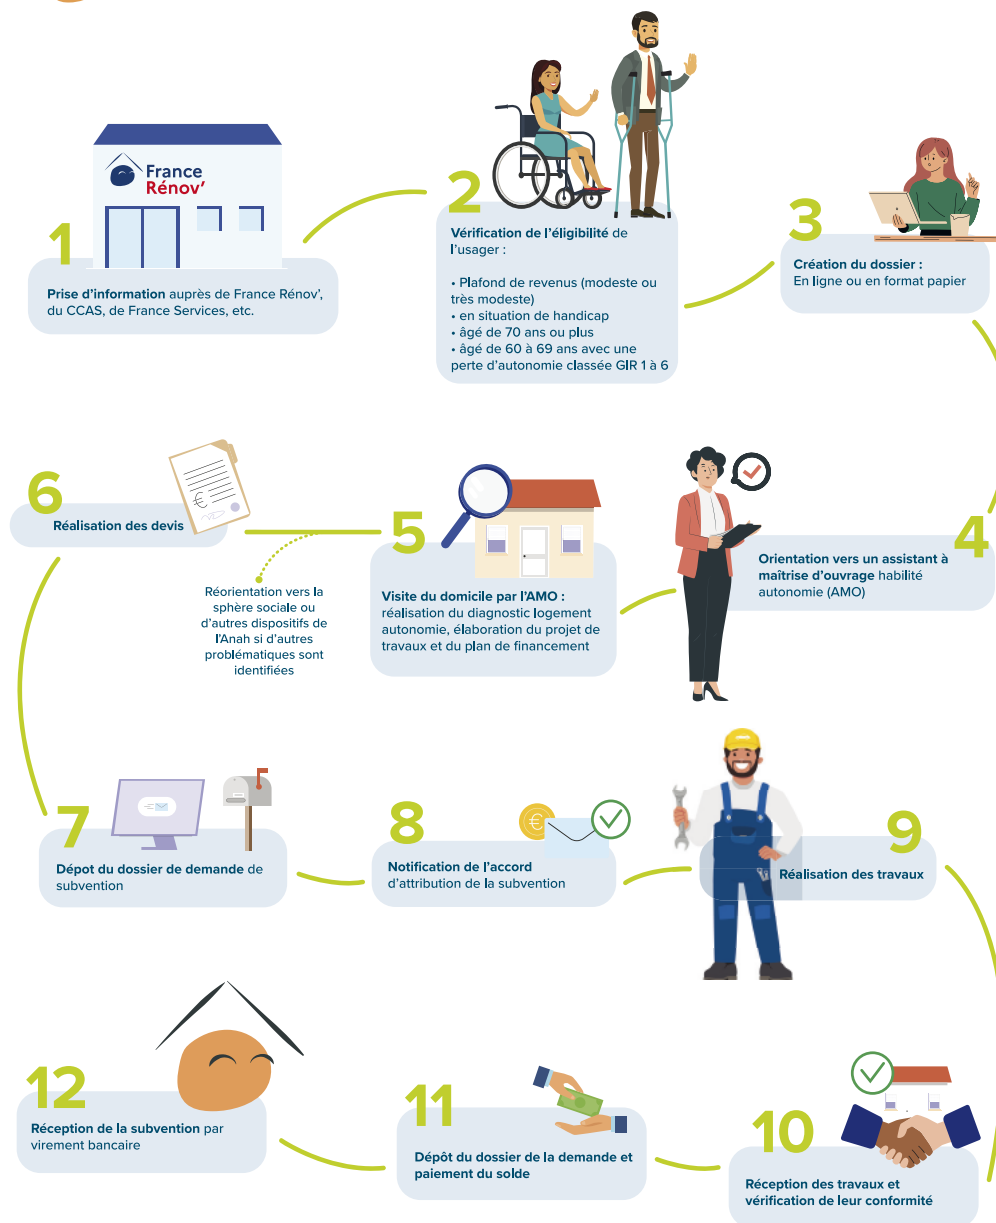 France
Rénov'
1
Prise d'information auprès de France Rénov',
du CCAS, de France Services, etc.
2
Vérification de l'éligibilité de
l'usager :
• Plafond de revenus (modeste ou
très modeste)
• en situation de handicap
• âgé de 70 ans ou plus
• âgé de 60 à 69 ans avec une
perte d'autonomie classée GIR 1 à 6
3
Création du dossier :
En ligne ou en format papier
4
Orientation vers un assistant à
maîtrise d'ouvrage habilité
autonomie (AMO)
5
Visite du domicile par l'AMO :
réalisation du diagnostic logement
autonomie, élaboration du projet de
travaux et du plan de financement
Réorientation vers la
sphère sociale ou
d'autres dispositifs de
l'Anah si d'autres
problématiques sont
identifiées
6
€
Réalisation des devis
7
Dépot du dossier de demande de
subvention
8
€
Notification de l'accord
d'attribution de la subvention
9
Réalisation des travaux
10
Réception des travaux et
vérification de leur conformité
11
Dépôt du dossier de la demande et
paiement du solde
12
Réception de la subvention par
virement bancaire